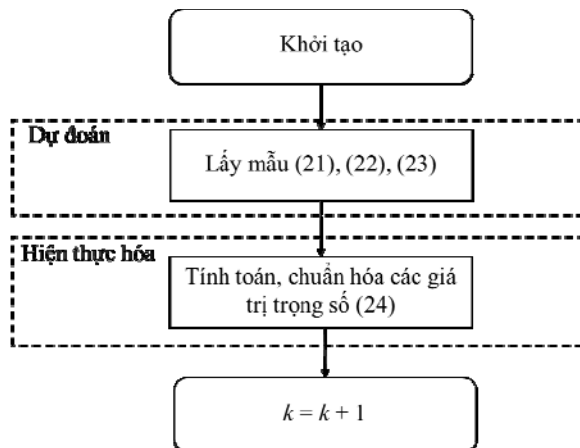 Khởi tạo
Dự đoán
Lấy mẫu (21), (22), (23)
Hiện thực hóa
Tính toán, chuẩn hóa các giá
trị trọng số (24)
k = k + 1